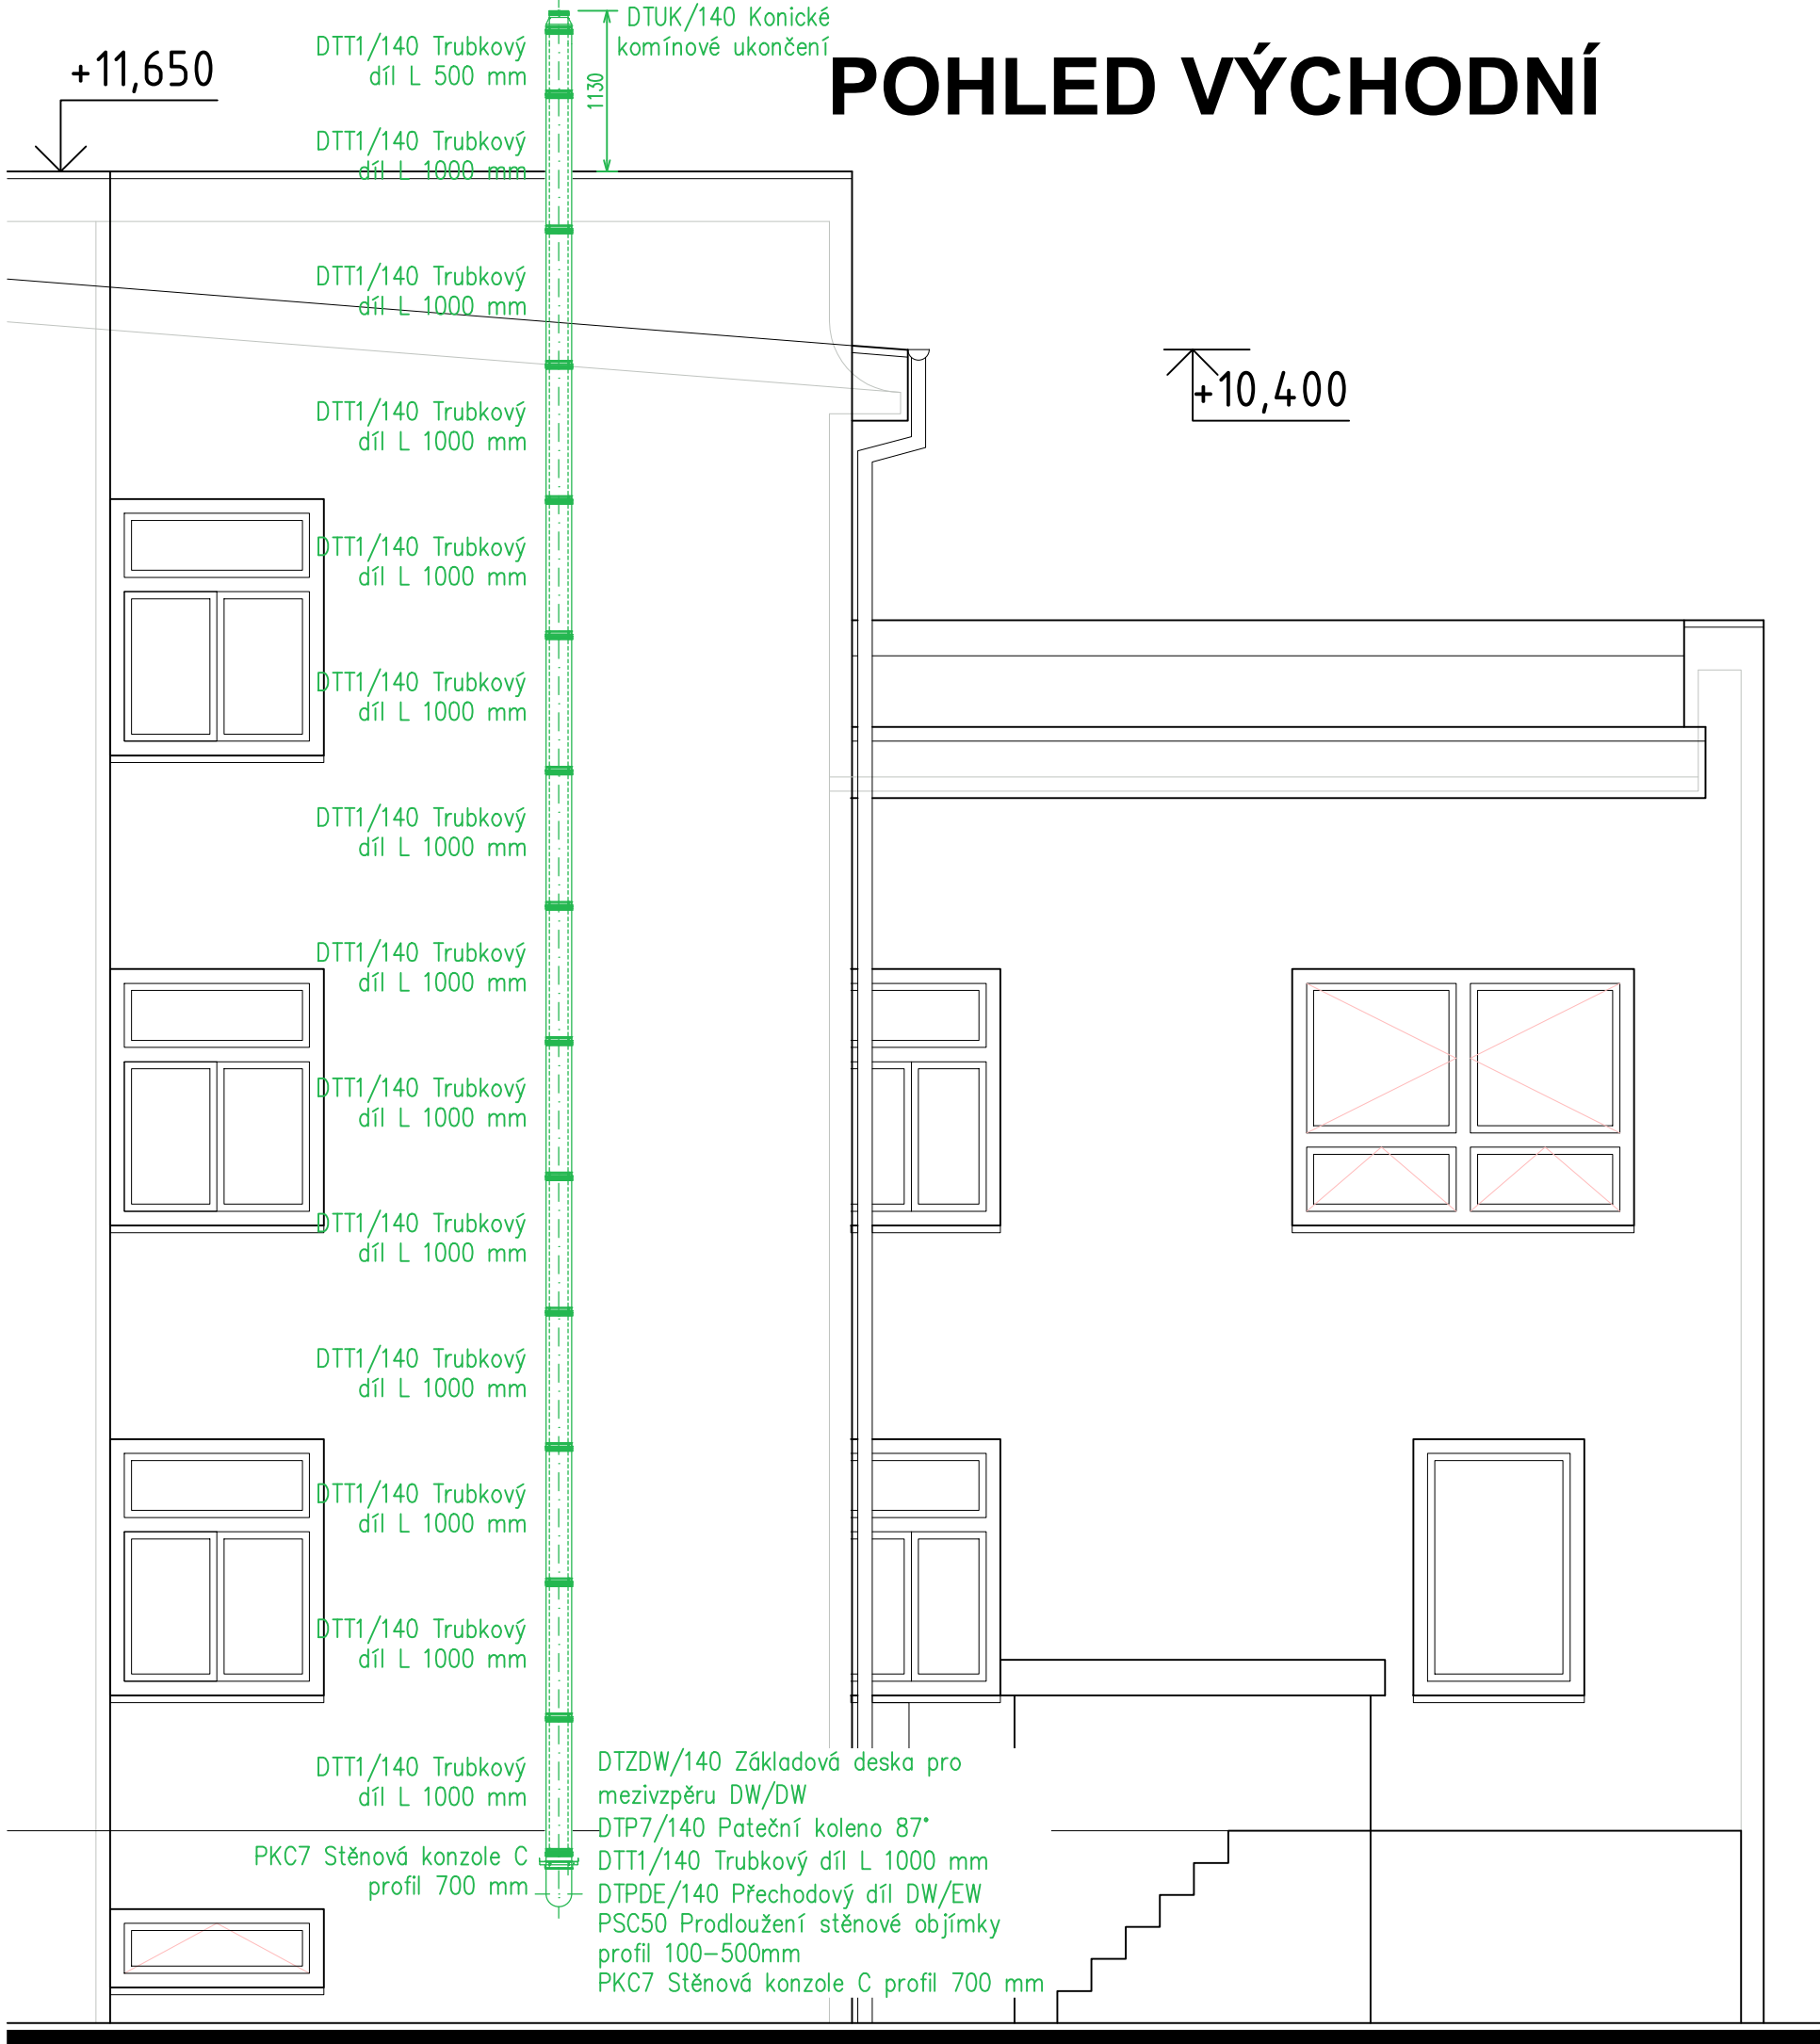 DTUK/140 Konické
komínové ukončení
POHLED VÝCHODNÍ
+11,650
1130
DTT1/140 Trubkový
díl L 500 mm
DTT1/140 Trubkový
díl L 1000 mm
DTT1/140 Trubkový
díl L 1000 mm
+10,400
DTT1/140 Trubkový
díl L 1000 mm
DTT1/140 Trubkový
díl L 1000 mm
DTT1/140 Trubkový
díl L 1000 mm
DTT1/140 Trubkový
díl L 1000 mm
DTT1/140 Trubkový
díl L 1000 mm
DTT1/140 Trubkový
díl L 1000 mm
DTT1/140 Trubkový
díl L 1000 mm
DTT1/140 Trubkový
díl L 1000 mm
DTT1/140 Trubkový
díl L 1000 mm
DTT1/140 Trubkový
díl L 1000 mm
DTT1/140 Trubkový
díl L 1000 mm
PKC7 Stěnová konzole C
profil 700 mm
DTZDW/140 Základová deska pro
mezivzpěru DW/DW
DTP7/140 Pateční koleno 87°
DTT1/140 Trubkový díl L 1000 mm
DTPDE/140 Přechodový díl DW/EW
PSC50 Prodloužení stěnové objímky
profil 100-500mm
PKC7 Stěnová konzole C profil 700 mm